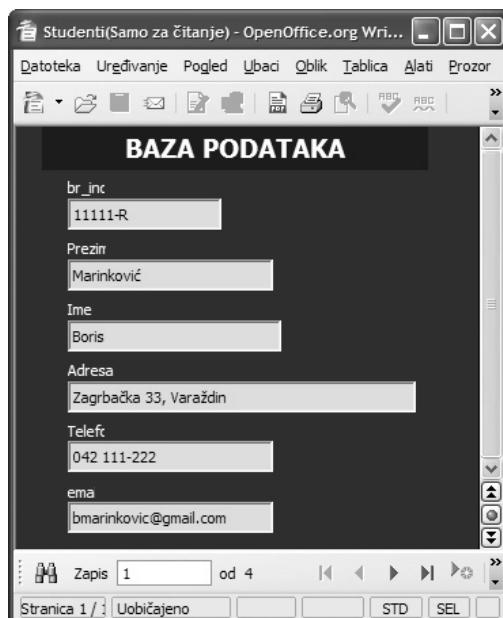 Studenti(Samo za čitanje) - OpenOffice.org Wri...
Datoteka Uređivanje Pogled Ubaci Oblik Tablica Alati Prozor
BAZA PODATAKA
br_inc
11111-R
Prezin
Marinković
Ime
Boris
Adresa
Zagrbačka 33, Varaždin
Telefc
042 111-222
ema
bmarinkovic@gmail.com
Zapis 1 od 4
Stranica 1 / 1 Uobičajeno STD SEL